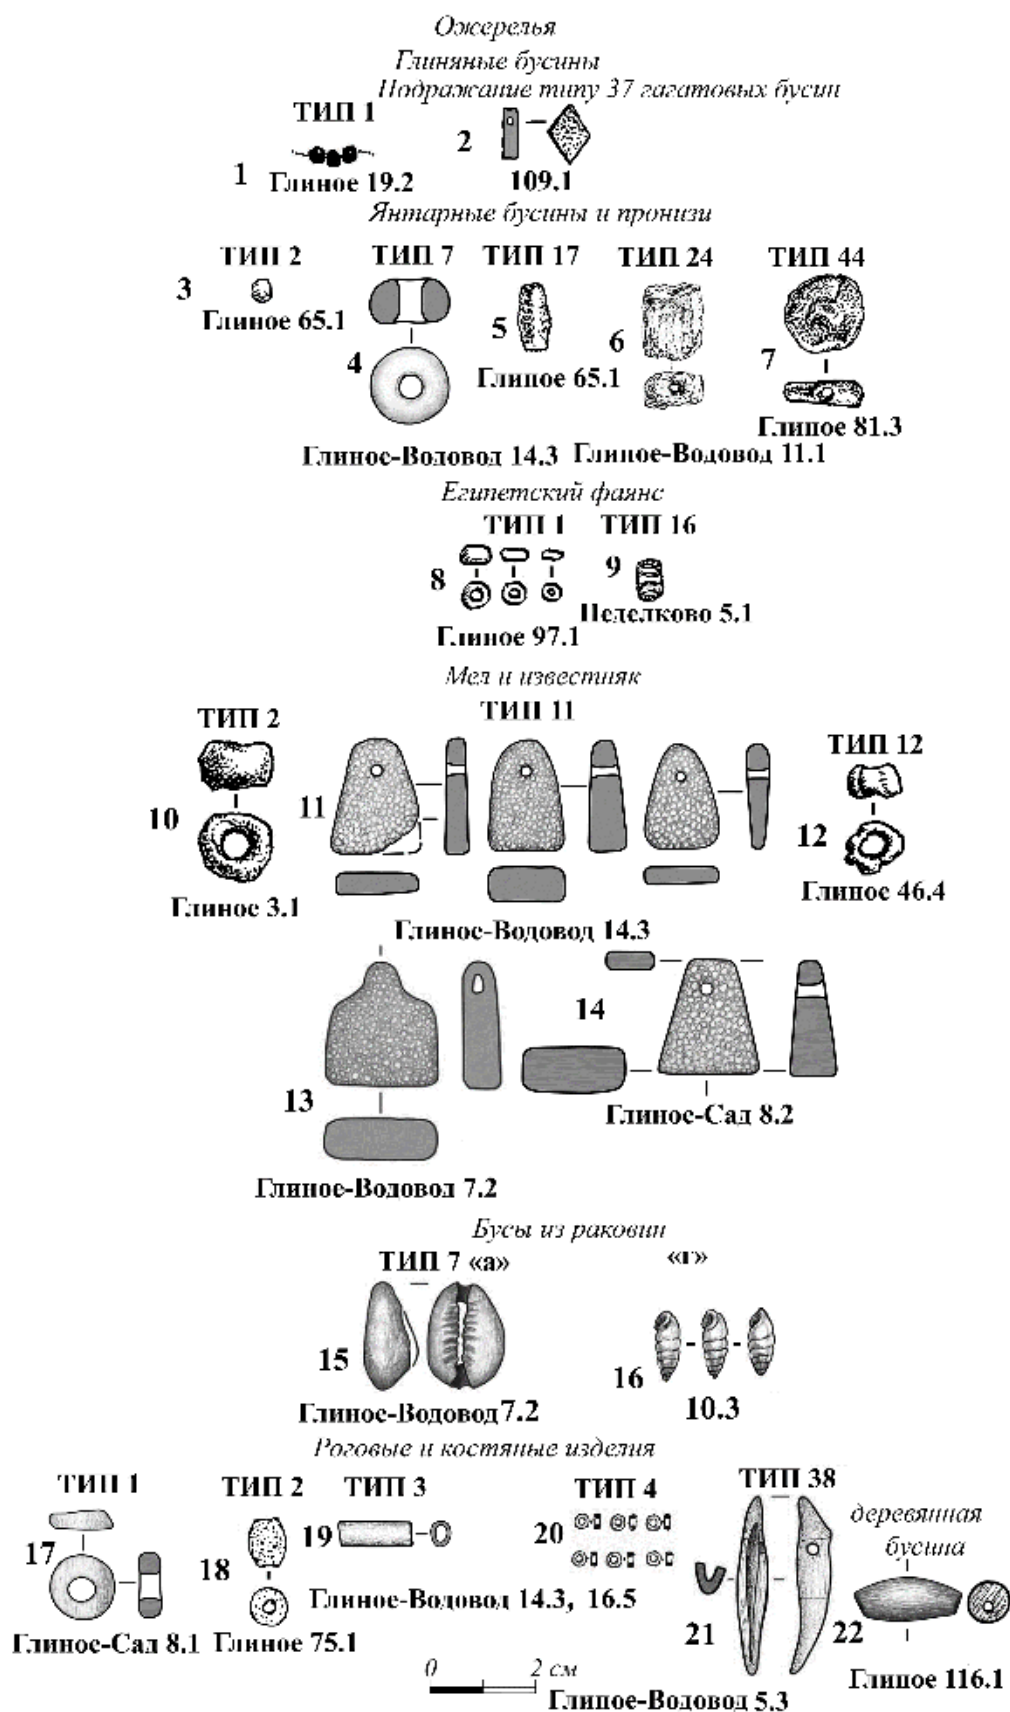 Ожерелья
Глиняные бусины
Подражание типу 37 гагатовых бусин
ТИП 1
1
Глиное 19.2
2
109.1
Янтарные бусины и пронизи
ТИП 2
3
Глиное 65.1
ТИП 7
4
Глиное-Водовод 14.3
ТИП 17
5
Глиное 65.1
ТИП 24
6
Глиное-Водовод 11.1
ТИП 44
7
Глиное 81.3
Египетский фаянс
ТИП 1
8
Глиное 97.1
ТИП 16
9
Неделково 5.1
Мел и известняк
ТИП 2
10
Глиное 3.1
ТИП 11
11
Глиное-Водовод 14.3
ТИП 12
12
Глиное 46.4
13
Глиное-Водовод 7.2
14
Глиное-Сад 8.2
Бусы из раковин
ТИП 7 «а»
15
Глиное-Водовод 7.2
«г»
16
10.3
Роговые и костяные изделия
ТИП 1
17
Глиное-Сад 8.1
ТИП 2
18
Глиное 75.1
ТИП 3
19
ТИП 4
20
Глиное-Водовод 14.3, 16.5
ТИП 38
21
Глиное-Водовод 5.3
деревянная
бусина
22
Глиное 116.1
0 2 см